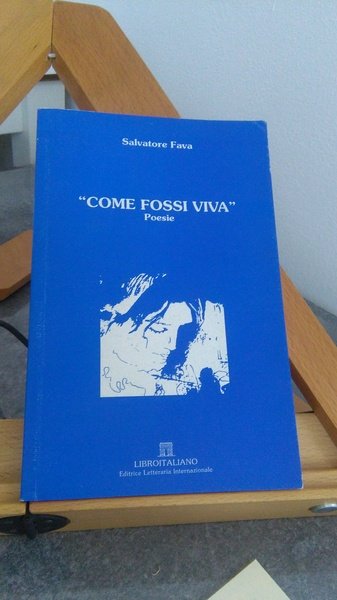 Salvatore Fava
“COME FOSSI VIVA”
Poesie
LIBROITALIANO
Editrice Letteraria Internazionale